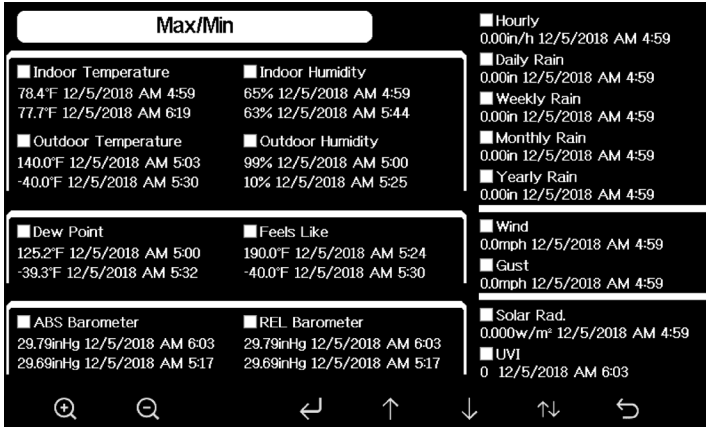 Max/Min
Indoor Temperature
78.4°F 12/5/2018 AM 4:59
77.7°F 12/5/2018 AM 6:19
Indoor Humidity
65% 12/5/2018 AM 4:59
63% 12/5/2018 AM 5:44
Outdoor Temperature
140.0°F 12/5/2018 AM 5:03
-40.0°F 12/5/2018 AM 5:30
Outdoor Humidity
99% 12/5/2018 AM 5:00
10% 12/5/2018 AM 5:25
Dew Point
125.2°F 12/5/2018 AM 5:00
-39.3°F 12/5/2018 AM 5:32
Feels Like
190.0°F 12/5/2018 AM 5:24
-40.0°F 12/5/2018 AM 5:30
ABS Barometer
29.79inHg 12/5/2018 AM 6:03
29.69inHg 12/5/2018 AM 5:17
REL Barometer
29.79inHg 12/5/2018 AM 6:03
29.69inHg 12/5/2018 AM 5:17
Hourly
0.00in/h 12/5/2018 AM 4:59
Daily Rain
0.00in 12/5/2018 AM 4:59
Weekly Rain
0.00in 12/5/2018 AM 4:59
Monthly Rain
0.00in 12/5/2018 AM 4:59
Yearly Rain
0.00in 12/5/2018 AM 4:59
Wind
0.0mph 12/5/2018 AM 4:59
Gust
0.0mph 12/5/2018 AM 4:59
Solar Rad.
0.000w/m² 12/5/2018 AM 4:59
UVI
0 12/5/2018 AM 6:03